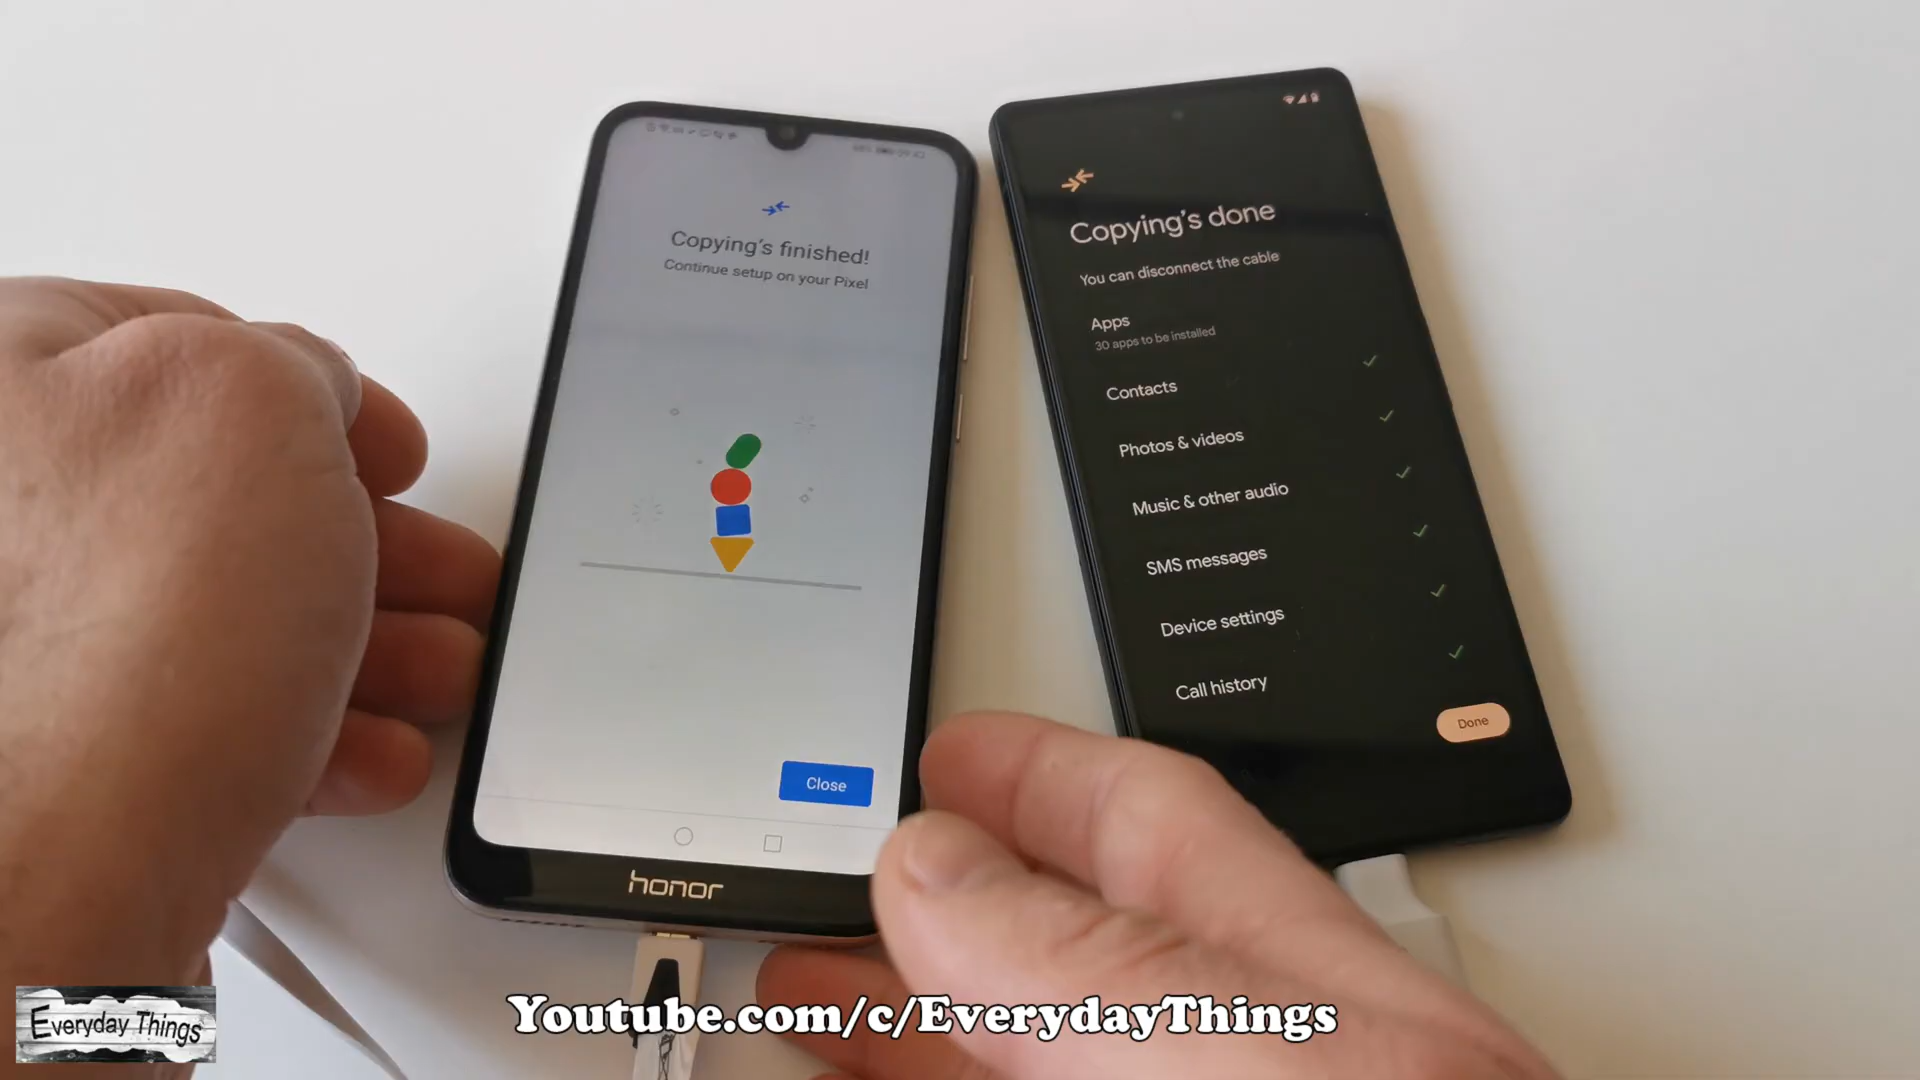 Copying's finished!
Continue setup on your Pixel
Close
honor
Copying's done
You can disconnect the cable
Apps
30 apps to be installed
Contacts
Photos & videos
Music & other audio
SMS messages
Device settings
Call history
Done
Everyday Things
Youtube.com/c/EverydayThings